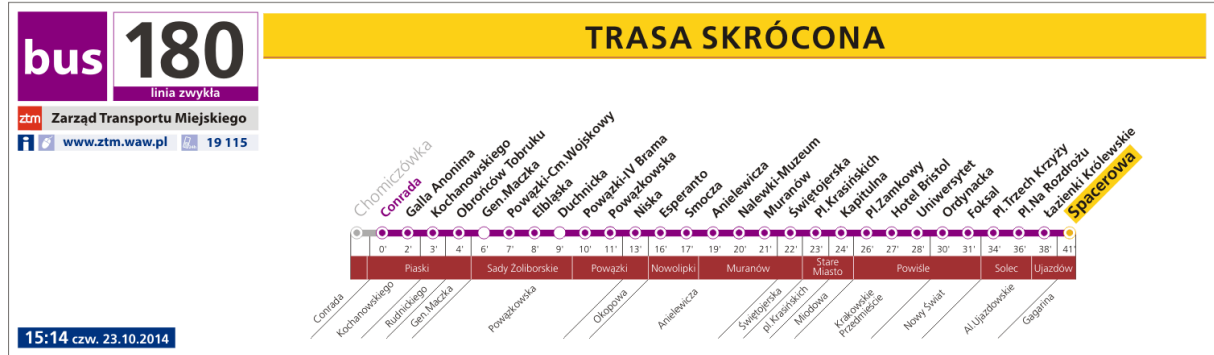 bus 180
linia zwykła
ztm Zarząd Transportu Miejskiego
www.ztm.waw.pl 19 115
TRASA SKRÓCONA
Chomiczówka
Conrada
Galla Anonima
Kochanowskiego
Obrońców Tobruku
Gen.Maczka
Powązki-Cm.Wojskowy
Elbląska
Duchnicka
Powązki-IV Brama
Powązkowska
Niska
Esperanto
Smocza
Anielewicza
Nalewki-Muzeum
Muranów
Świętojerska
Pl.Krasińskich
Kapitulna
Pl.Zamkowy
Hotel Bristol
Uniwersytet
Ordynacka
Foksal
Pl.Trzech Krzyży
Pl.Na Rozdrożu
Łazienki Królewskie
Spacerowa
0' 2' 3' 4' 6' 7' 8' 9' 10' 11' 13' 16' 17' 19' 20' 21' 22' 23' 24' 26' 27' 28' 30' 31' 34' 36' 38' 41'
Piaski
Sady Żoliborskie
Powązki
Nowolipki
Muranów
Stare
Miasto
Powiśle
Solec
Ujazdów
Conrada
Kochanowskiego
Rudnickiego
Gen.Maczka
Powązkowska
Okopowa
Anielewicza
Świętojerska
pl.Krasińskich
Miodowa
Krakowskie
Przedmieście
Nowy Świat
Al.Ujazdowskie
Gagarina
15:14 czw. 23.10.2014